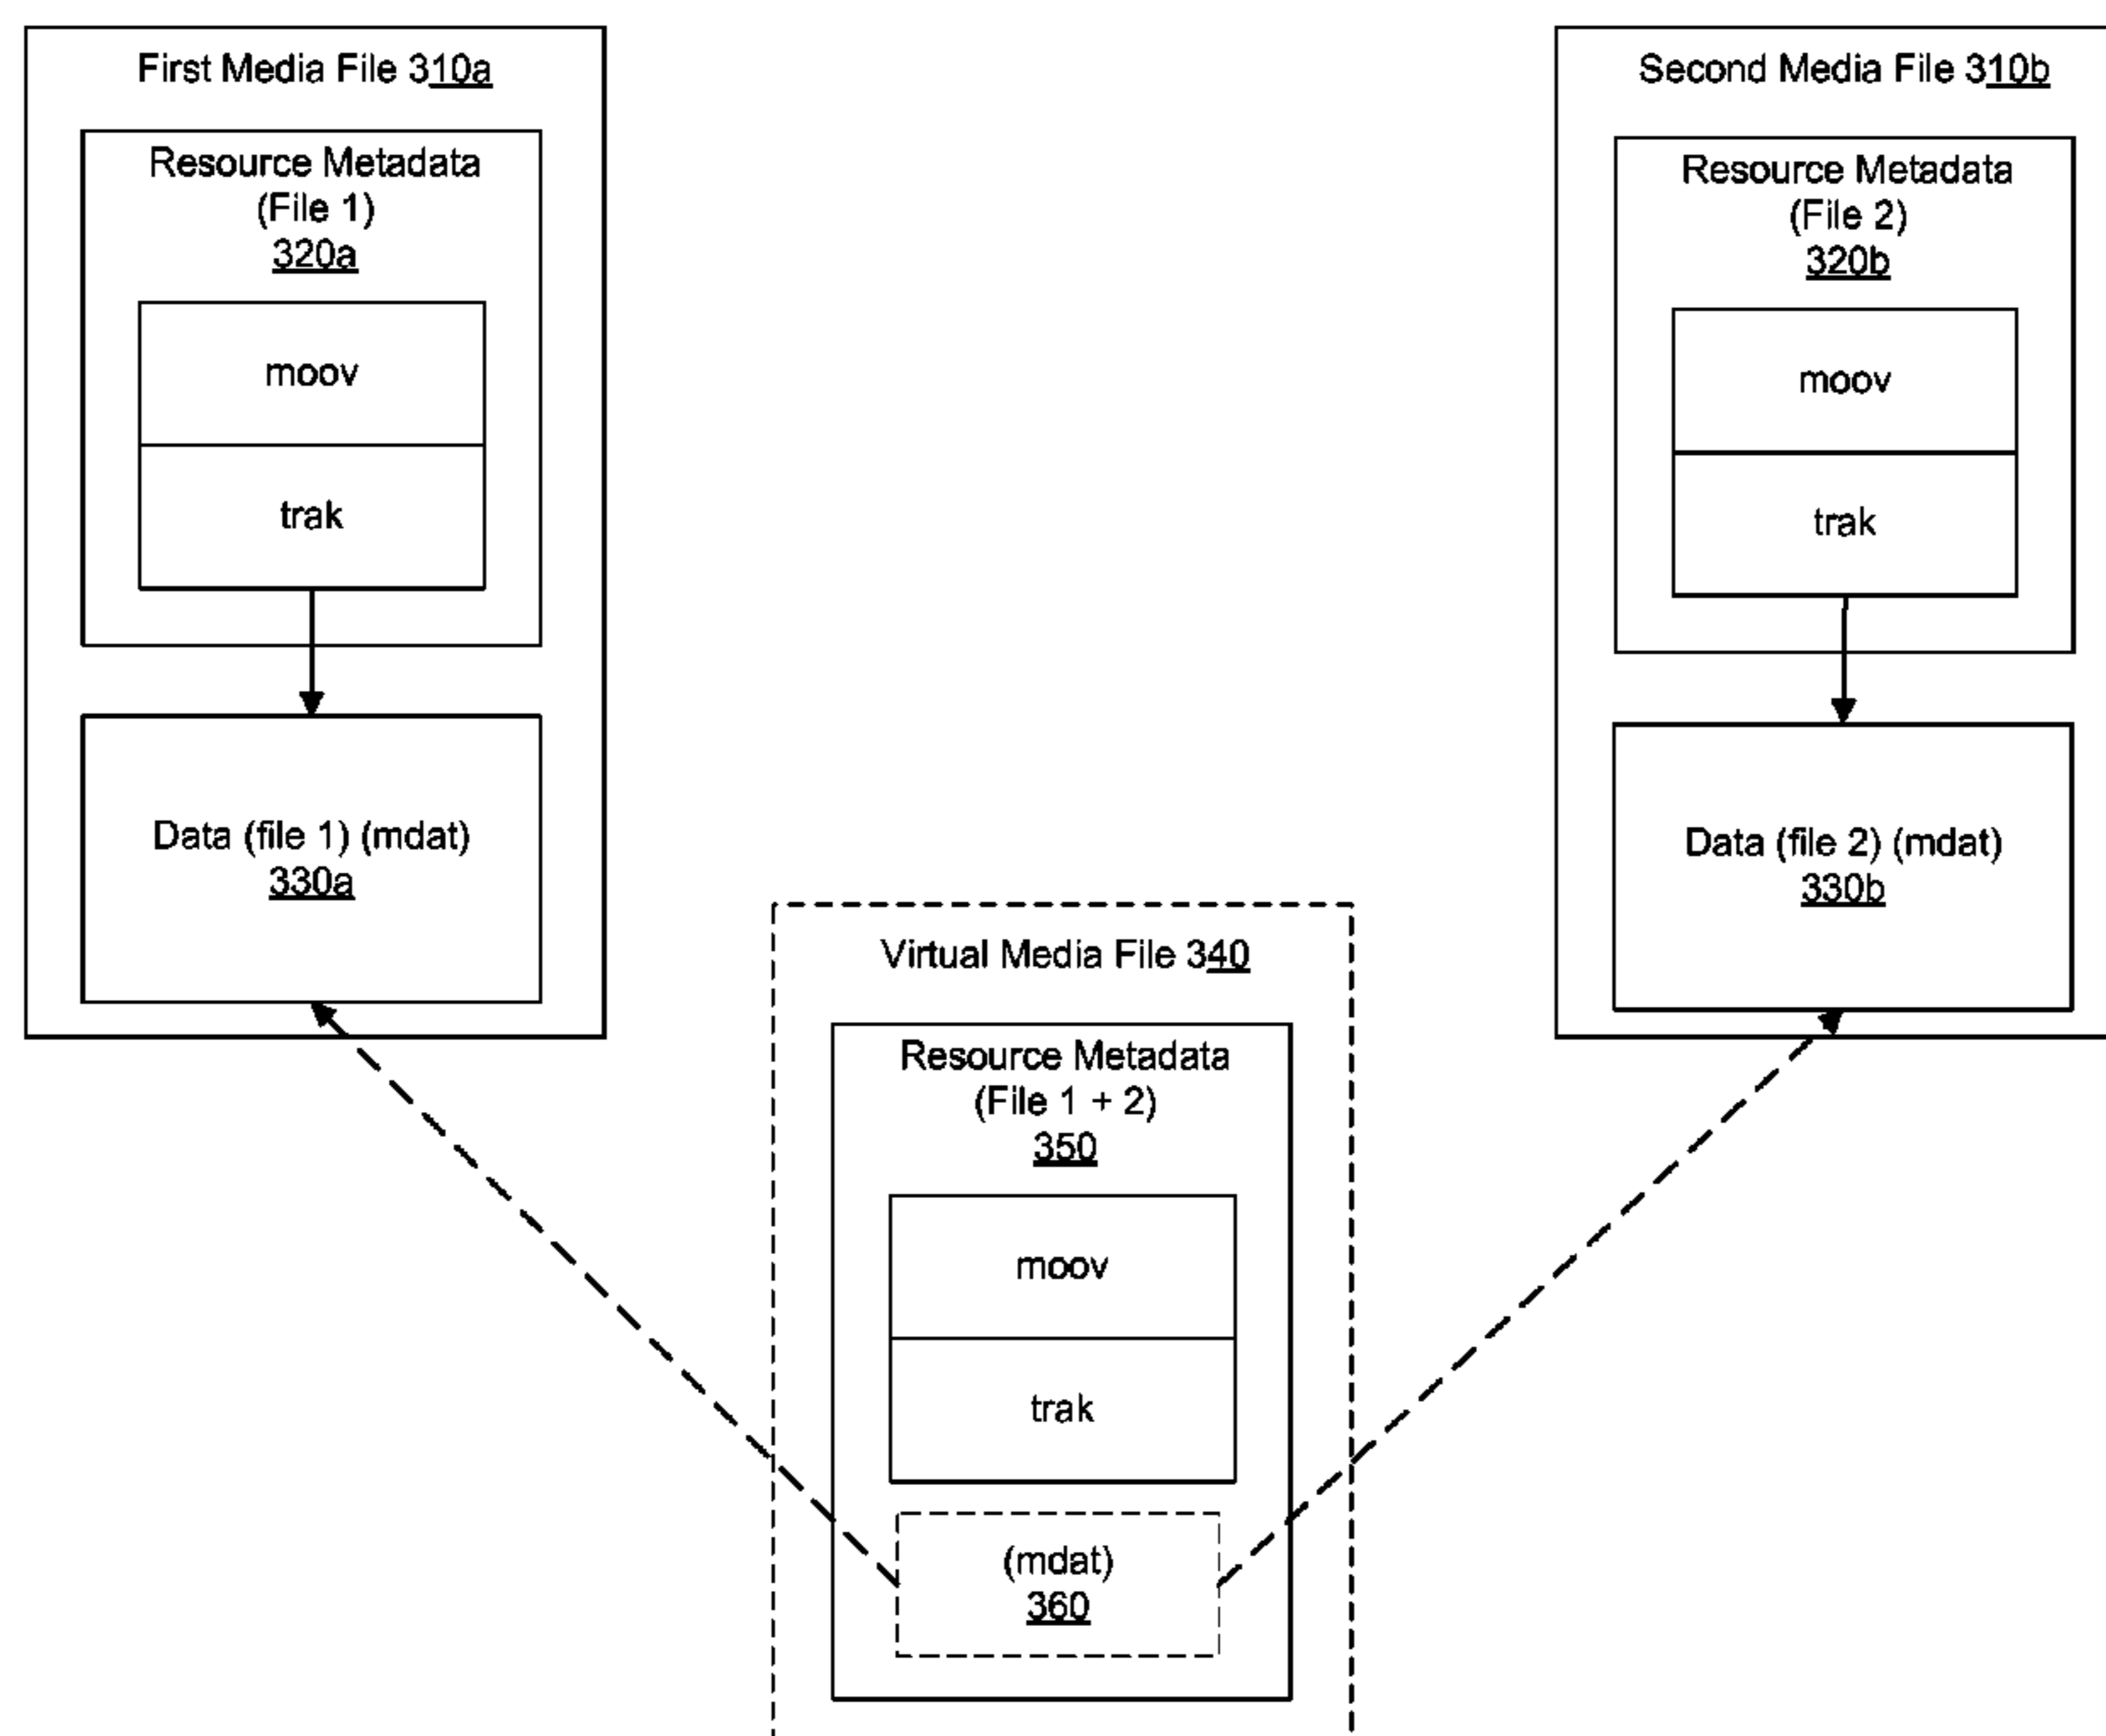 First Media File 310a
Resource Metadata
(File 1)
320a
moov
trak
Data (file 1) (mdat)
330a
Second Media File 310b
Resource Metadata
(File 2)
320b
moov
trak
Data (file 2) (mdat)
330b
Virtual Media File 340
Resource Metadata
(File 1 + 2)
350
moov
trak
(mdat)
360